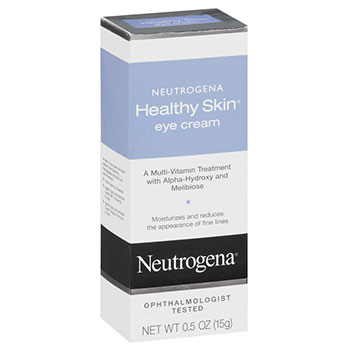 NEUTROGENA
Healthy Skin®
eye cream
A Multi-Vitamin Treatment
with Alpha-Hydroxy and
Melibiose
Moisturizes and reduces
the appearance of fine lines
Neutrogena®
OPHTHALMOLOGIST
TESTED
NET WT 0.5 OZ (15g)